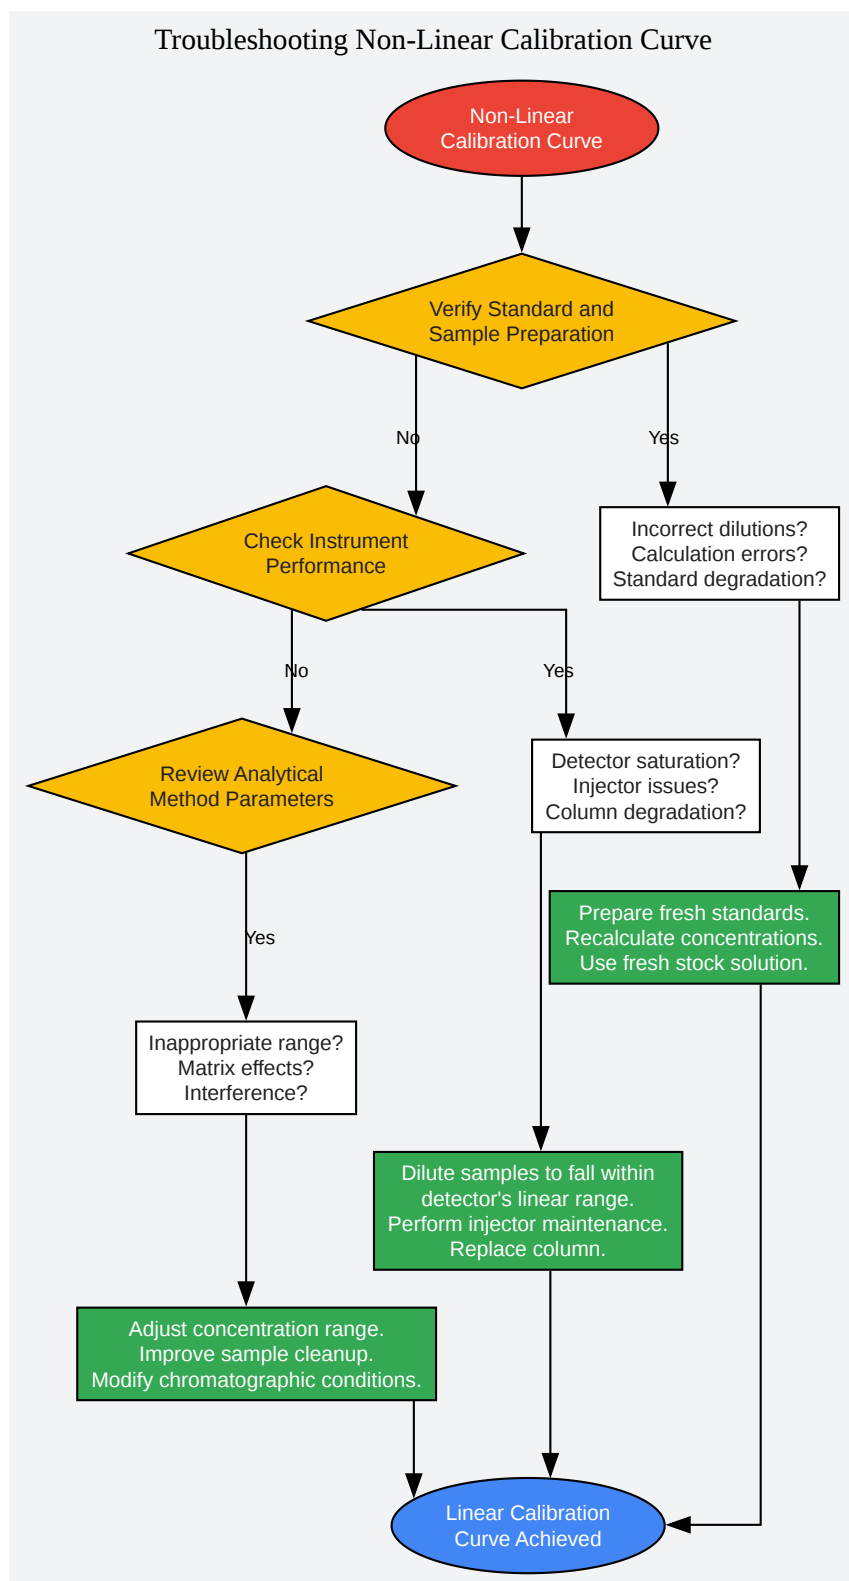 Troubleshooting Non-Linear Calibration Curve
Non-Linear
Calibration Curve
Verify Standard and
Sample Preparation
No
Yes
Check Instrument
Performance
Incorrect dilutions?
Calculation errors?
Standard degradation?
No
Yes
Review Analytical
Method Parameters
Detector saturation?
Injector issues?
Column degradation?
Prepare fresh standards.
Recalculate concentrations.
Use fresh stock solution.
Yes
Inappropriate range?
Matrix effects?
Interference?
Dilute samples to fall within
detector's linear range.
Perform injector maintenance.
Replace column.
Adjust concentration range.
Improve sample cleanup.
Modify chromatographic conditions.
Linear Calibration
Curve Achieved